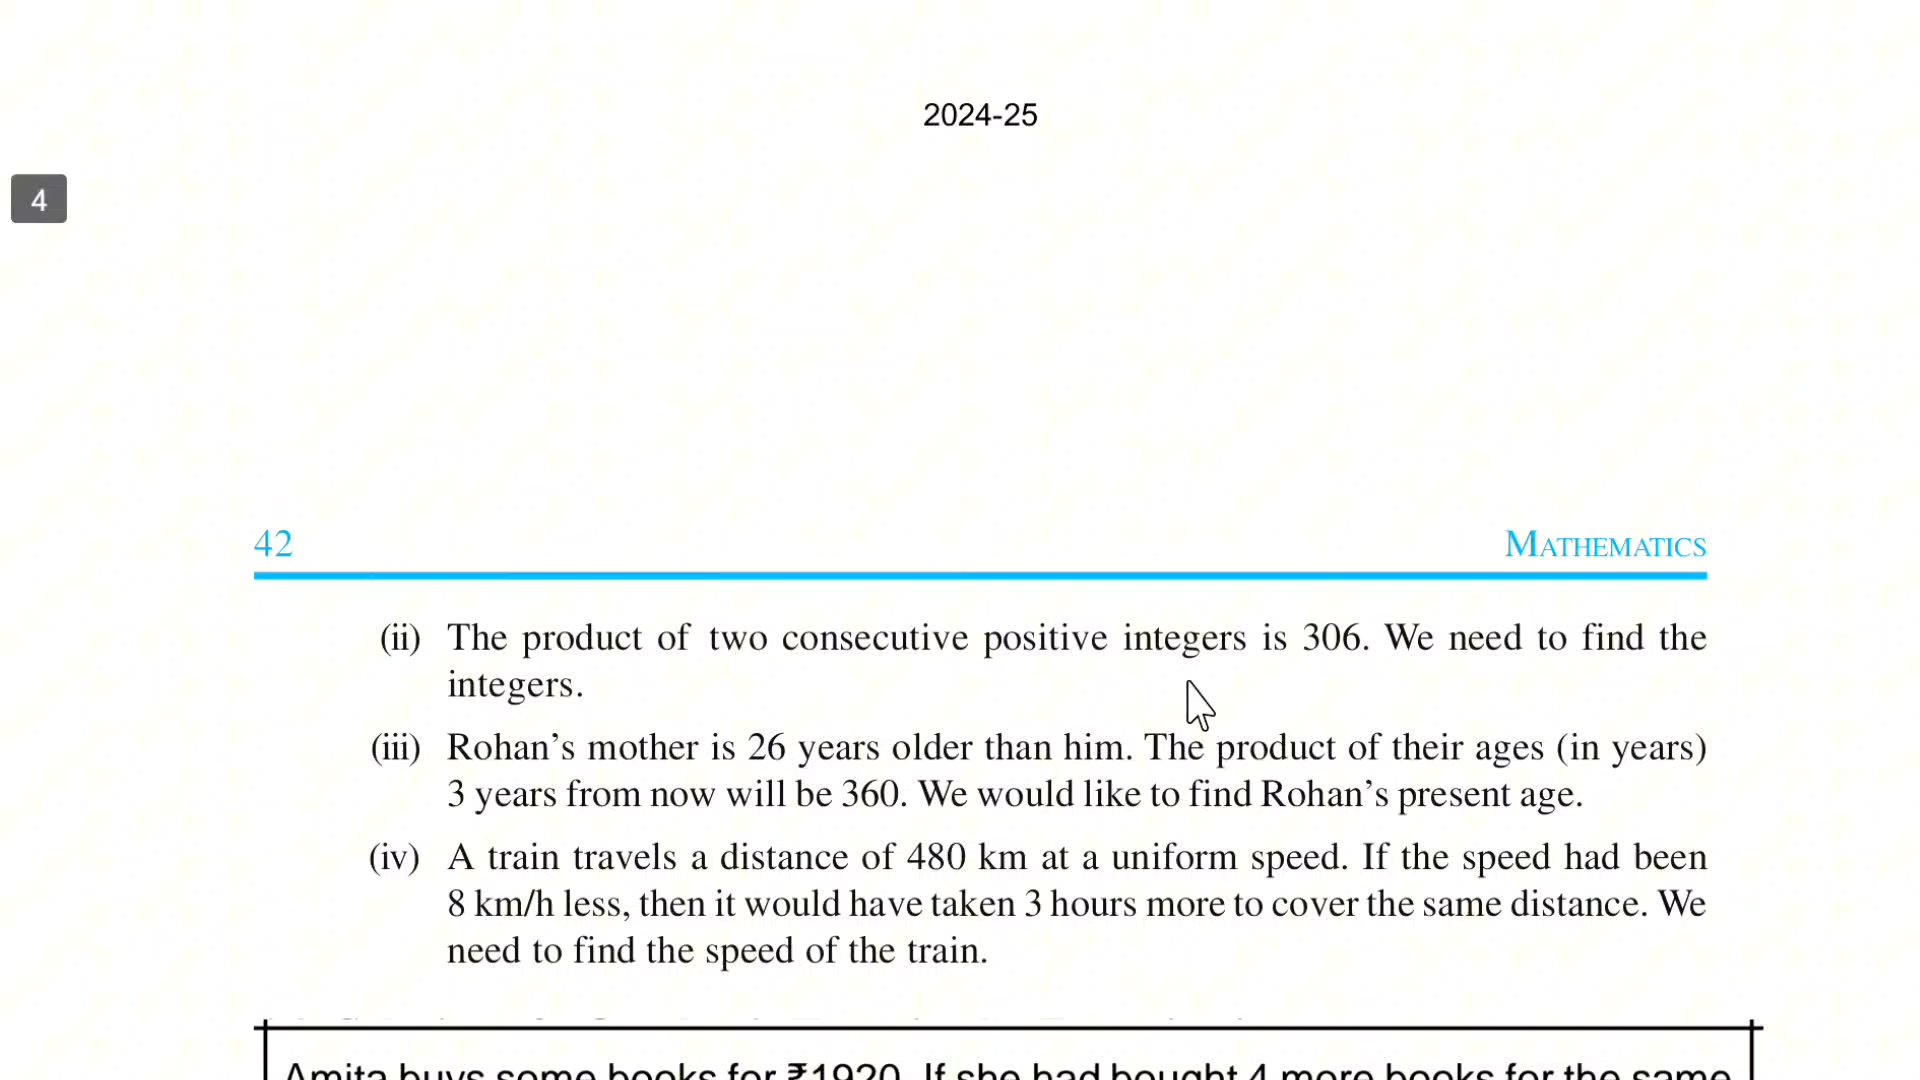 2024-25
4
42
MATHEMATICS
(ii) The product of two consecutive positive integers is 306. We need to find the
integers.
(iii) Rohan’s mother is 26 years older than him. The product of their ages (in years)
3 years from now will be 360. We would like to find Rohan’s present age.
(iv) A train travels a distance of 480 km at a uniform speed. If the speed had been
8 km/h less, then it would have taken 3 hours more to cover the same distance. We
need to find the speed of the train.
Amita buys some books for ₹1920. If she had bought 4 more books for the same